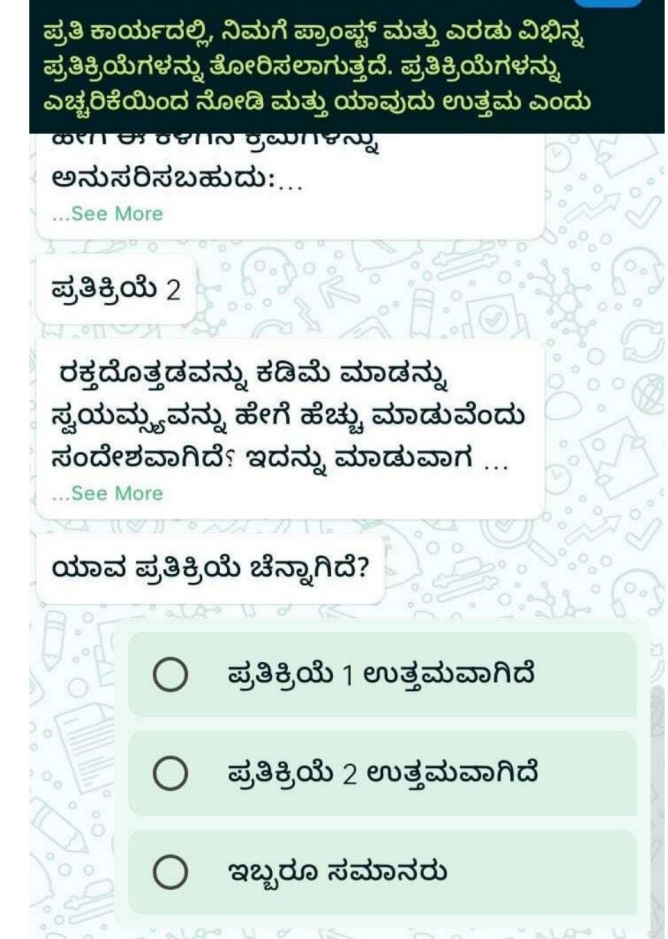 ಪ್ರತಿ ಕಾರ್ಯದಲ್ಲಿ, ನಿಮಗೆ ಪ್ರಾಂಪ್ಟ್ ಮತ್ತು ಎರಡು ವಿಭಿನ್ನ
ಪ್ರತಿಕ್ರಿಯೆಗಳನ್ನು ತೋರಿಸಲಾಗುತ್ತದೆ. ಪ್ರತಿಕ್ರಿಯೆಗಳನ್ನು
ಎಚ್ಚರಿಕೆಯಿಂದ ನೋಡಿ ಮತ್ತು ಯಾವುದು ಉತ್ತಮ ಎಂದು
ಹೇಗೆ ಈ ಕೆಳಗಿನ ಕ್ರಮಗಳನ್ನು
ಅನುಸರಿಸಬಹುದು:...
...See More
ಪ್ರತಿಕ್ರಿಯೆ 2
ರಕ್ತದೊತ್ತಡವನ್ನು ಕಡಿಮೆ ಮಾಡನ್ನು
ಸ್ವಯಮ್ಸ್ಯವನ್ನು ಹೇಗೆ ಹೆಚ್ಚು ಮಾಡುವೆಂದು
ಸಂದೇಶವಾಗಿದೆ؟ ಇದನ್ನು ಮಾಡುವಾಗ ...
...See More
ಯಾವ ಪ್ರತಿಕ್ರಿಯೆ ಚೆನ್ನಾಗಿದೆ?
ಪ್ರತಿಕ್ರಿಯೆ 1 ಉತ್ತಮವಾಗಿದೆ
ಪ್ರತಿಕ್ರಿಯೆ 2 ಉತ್ತಮವಾಗಿದೆ
ಇಬ್ಬರೂ ಸಮಾನರು